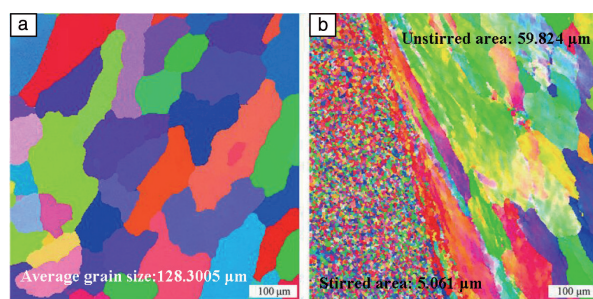 a
Average grain size:128.3005 µm
100 µm
b
Unstirred area: 59.824 µm
Stirred area: 5.061 µm
100 µm